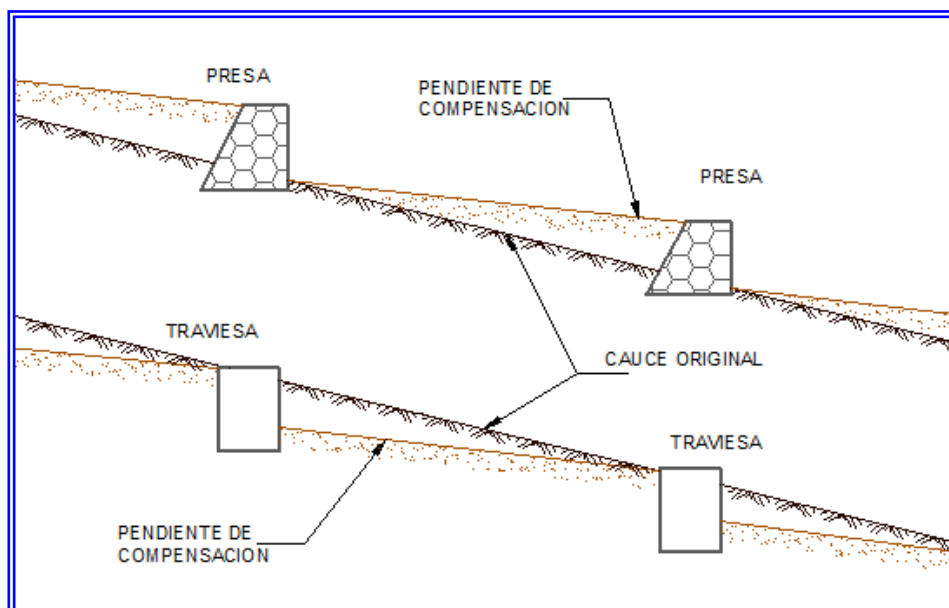 PRESA
PENDIENTE DE
COMPENSACION
PRESA
TRAVIESA
CAUCE ORIGINAL
TRAVIESA
PENDIENTE DE
COMPENSACION